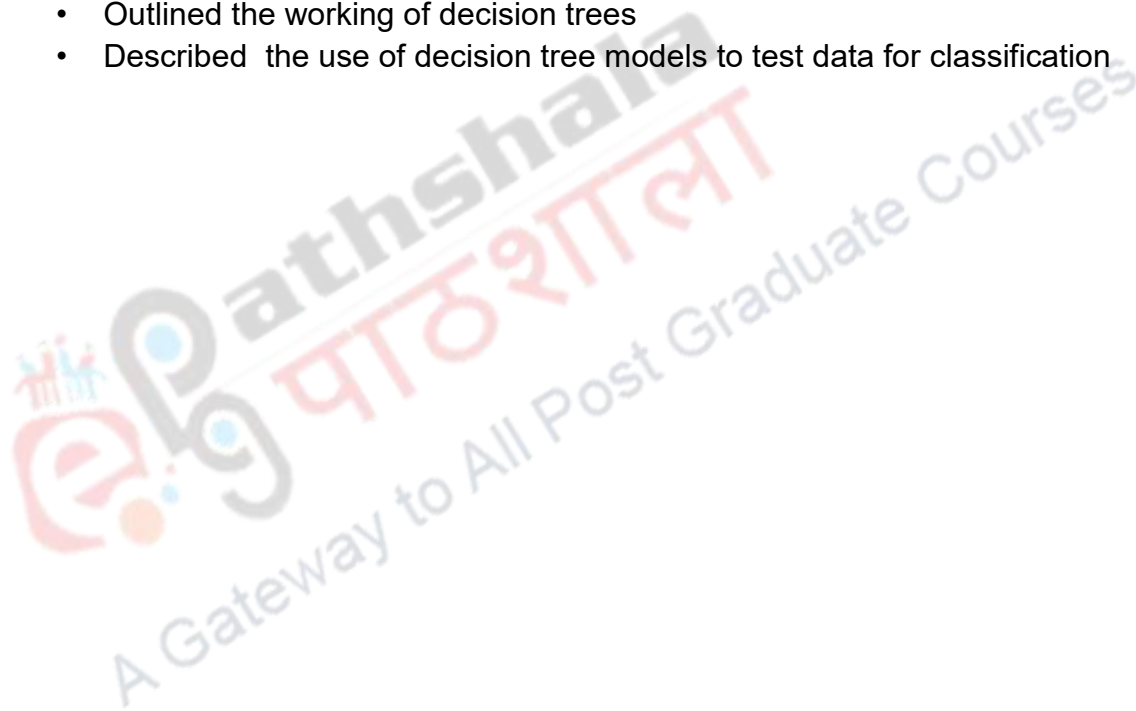 • Outlined the working of decision trees
• Described the use of decision tree models to test data for classification
ePG Pathshala
पाठशाला
A Gateway to All Post Graduate Courses